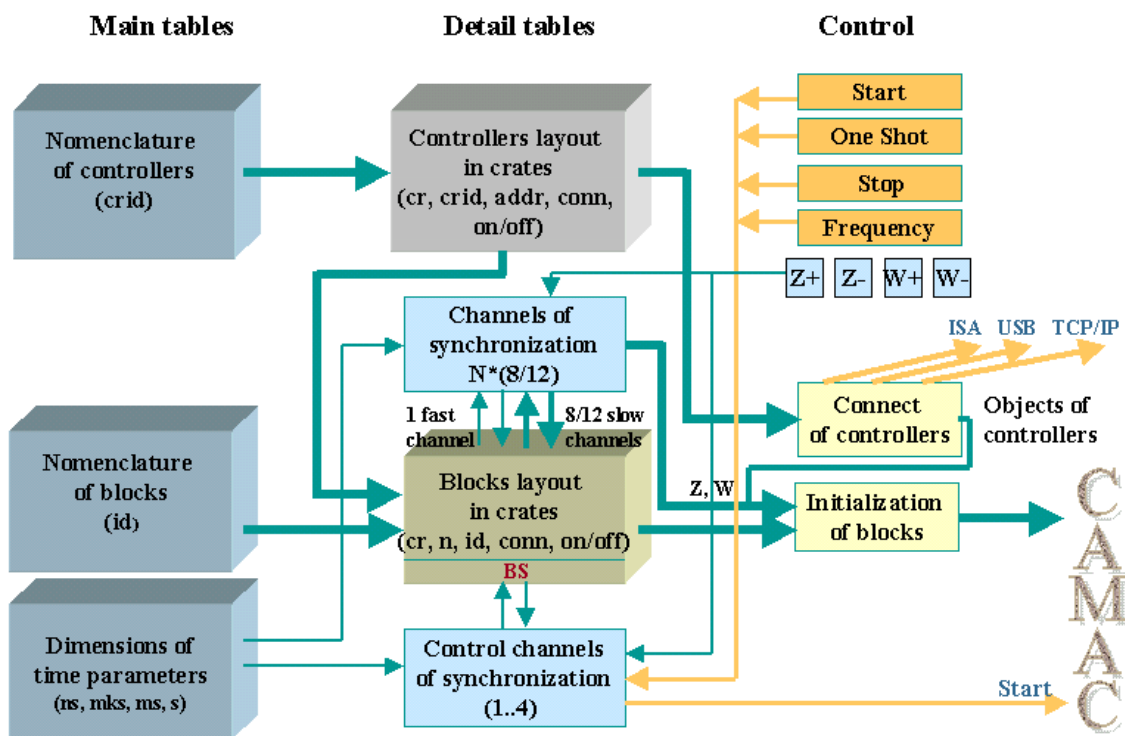 Main tables
Detail tables
Control
Nomenclature
of controllers
(crid)
Controllers layout
in crates
(cr, crid, addr, conn,
on/off)
Start
One Shot
Stop
Frequency
Z+ Z- W+ W-
Channels of
synchronization
N*(8/12)
ISA USB TCP/IP
1 fast
channel
8/12 slow
channels
Connect
of controllers
Objects of
controllers
Nomenclature
of blocks
(id)
Blocks layout
in crates
(cr, n, id, conn, on/off)
BS
Z, W
Initialization
of blocks
Dimensions of
time parameters
(ns, mks, ms, s)
Control channels
of synchronization
(1..4)
Start
CAMAC